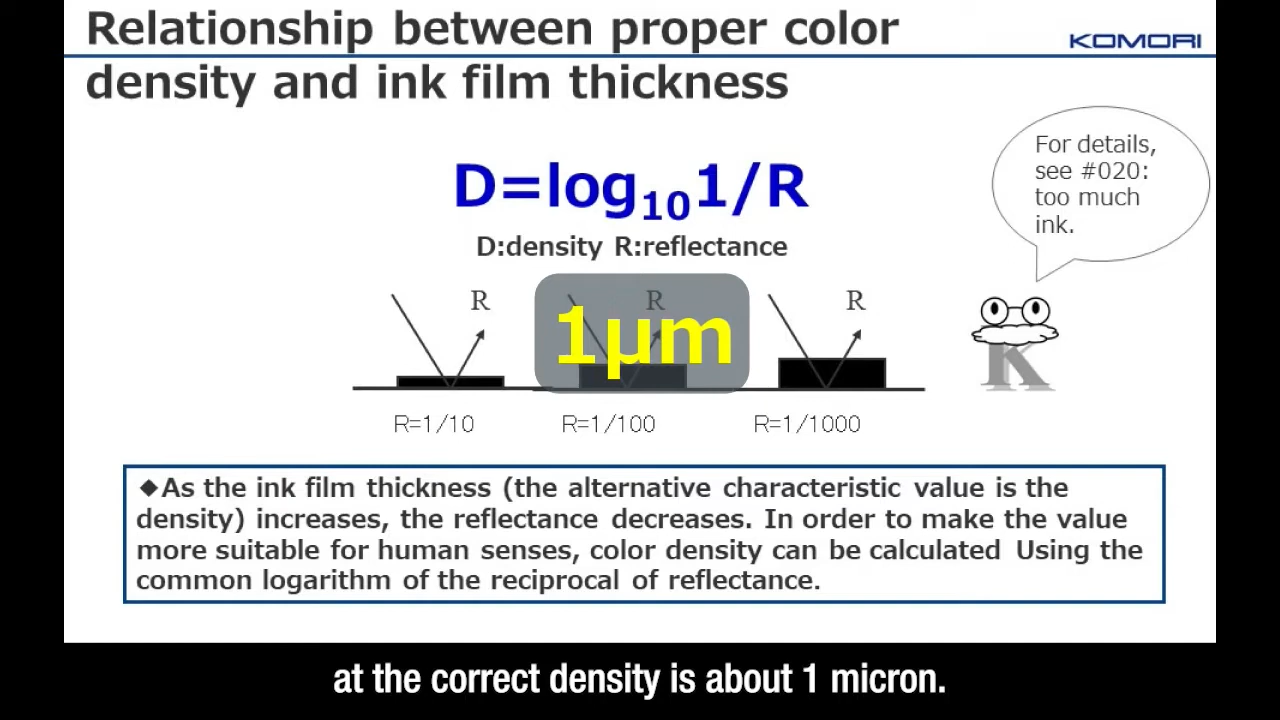 Relationship between proper color
KOMORI
density and ink film thickness
For details,
see #020:
too much
ink.
D=log₁₀1/R
D:density R:reflectance
R
R
R
1μm
K
R=1/10
R=1/100
R=1/1000
◆As the ink film thickness (the alternative characteristic value is the
density) increases, the reflectance decreases. In order to make the value
more suitable for human senses, color density can be calculated Using the
common logarithm of the reciprocal of reflectance.
at the correct density is about 1 micron.